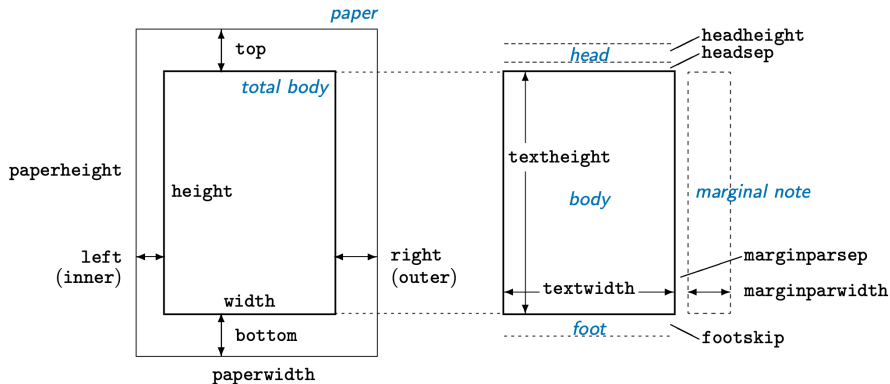 paper
top
total body
paperheight
height
left
(inner)
right
(outer)
width
bottom
paperwidth
headheight
head
headsep
textheight
body
marginal note
marginparsep
textwidth
marginparwidth
foot
footskip